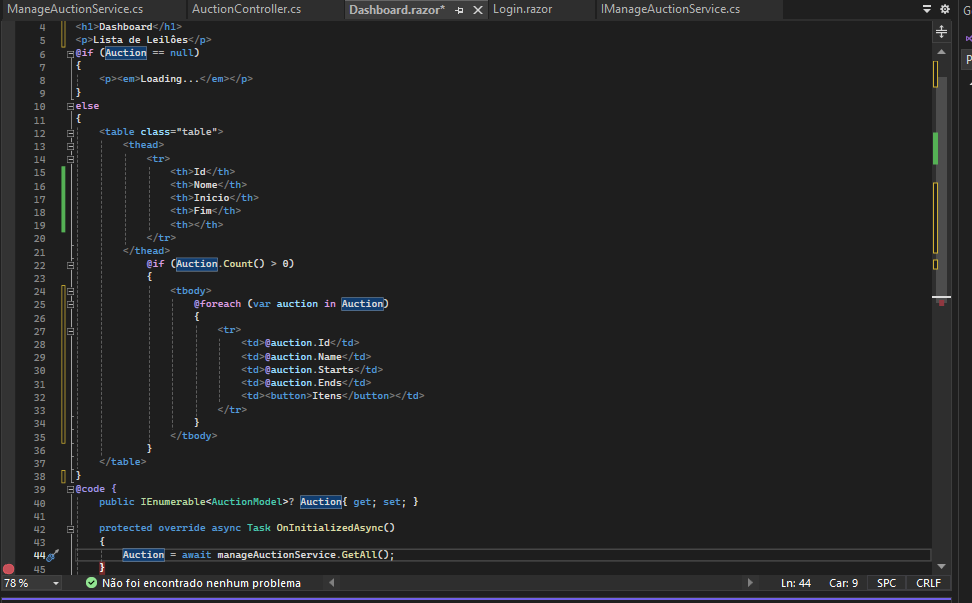 ManageAuctionService.cs AuctionController.cs Dashboard.razor* Login.razor IManageAuctionService.cs G
4 <h1>Dashboard</h1>
5 <p>Lista de Leilões</p>
6 @if (Auction == null)
7 {
8 <p><em>Loading...</em></p>
9 }
10 else
11 {
12 <table class="table">
13 <thead>
14 <tr>
15 <th>Id</th>
16 <th>Nome</th>
17 <th>Inicio</th>
18 <th>Fim</th>
19 <th></th>
20 </tr>
21 </thead>
22 @if (Auction.Count() > 0)
23 {
24 <tbody>
25 @foreach (var auction in Auction)
26 {
27 <tr>
28 <td>@auction.Id</td>
29 <td>@auction.Name</td>
30 <td>@auction.Starts</td>
31 <td>@auction.Ends</td>
32 <td><button>Itens</button></td>
33 </tr>
34 }
35 </tbody>
36 }
37 </table>
38 }
39 @code {
40 public IEnumerable<AuctionModel>? Auction{ get; set; }
41
42 protected override async Task OnInitializedAsync()
43 {
44 Auction = await manageAuctionService.GetAll();
45 }
78 % Não foi encontrado nenhum problema Ln: 44 Car: 9 SPC CRLF